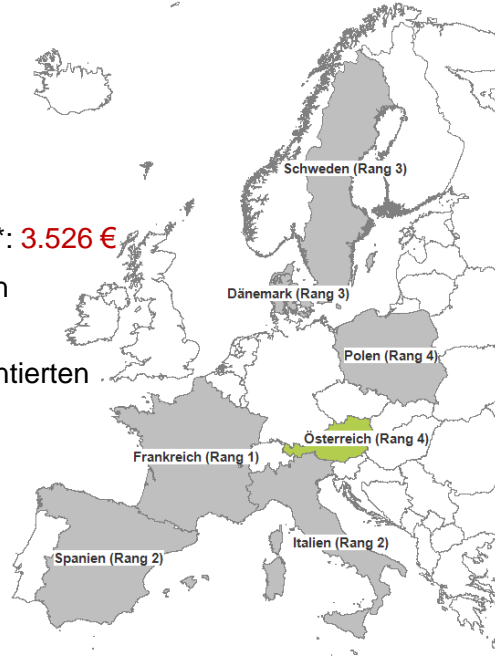 Schweden (Rang 3)
*: 3.526 €
n
Dänemark (Rang 3)
Polen (Rang 4)
ntierten
Österreich (Rang 4)
Frankreich (Rang 1)
Italien (Rang 2)
Spanien (Rang 2)